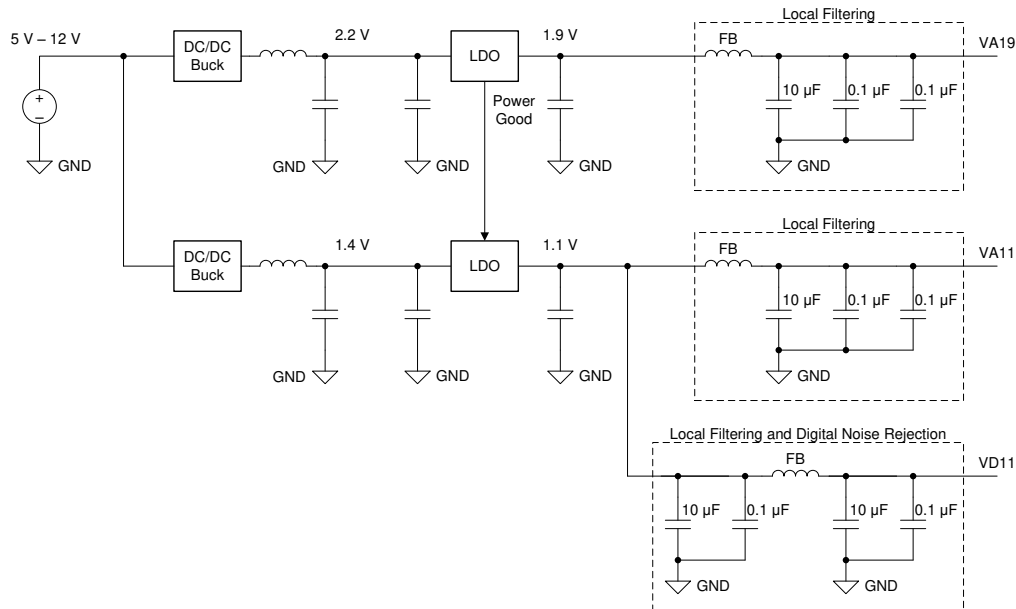 Local Filtering
5 V – 12 V
DC/DC
Buck
2.2 V
LDO
1.9 V
FB
VA19
10 µF
0.1 µF
0.1 µF
+
–
Power
Good
GND
GND
GND
GND
GND
Local Filtering
DC/DC
Buck
1.4 V
LDO
1.1 V
FB
VA11
10 µF
0.1 µF
0.1 µF
GND
GND
GND
GND
Local Filtering and Digital Noise Rejection
FB
VD11
10 µF
0.1 µF
10 µF
0.1 µF
GND
GND